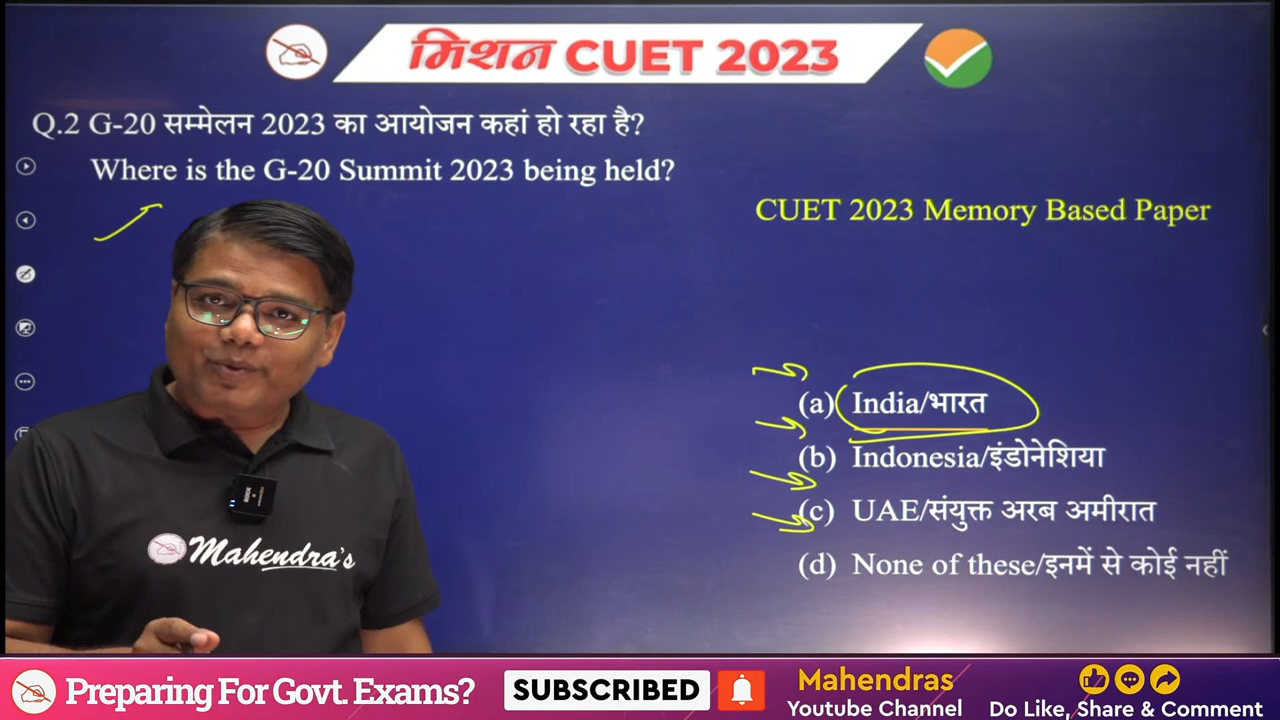 मिशन CUET 2023
Q.2 G-20 सम्मेलन 2023 का आयोजन कहां हो रहा है?
Where is the G-20 Summit 2023 being held?
CUET 2023 Memory Based Paper
(a) India/भारत
(b) Indonesia/इंडोनेशिया
(c) UAE/संयुक्त अरब अमीरात
(d) None of these/इनमें से कोई नहीं
Mahendra's
Preparing For Govt. Exams?
SUBSCRIBED
Mahendras
Youtube Channel
Do Like, Share & Comment